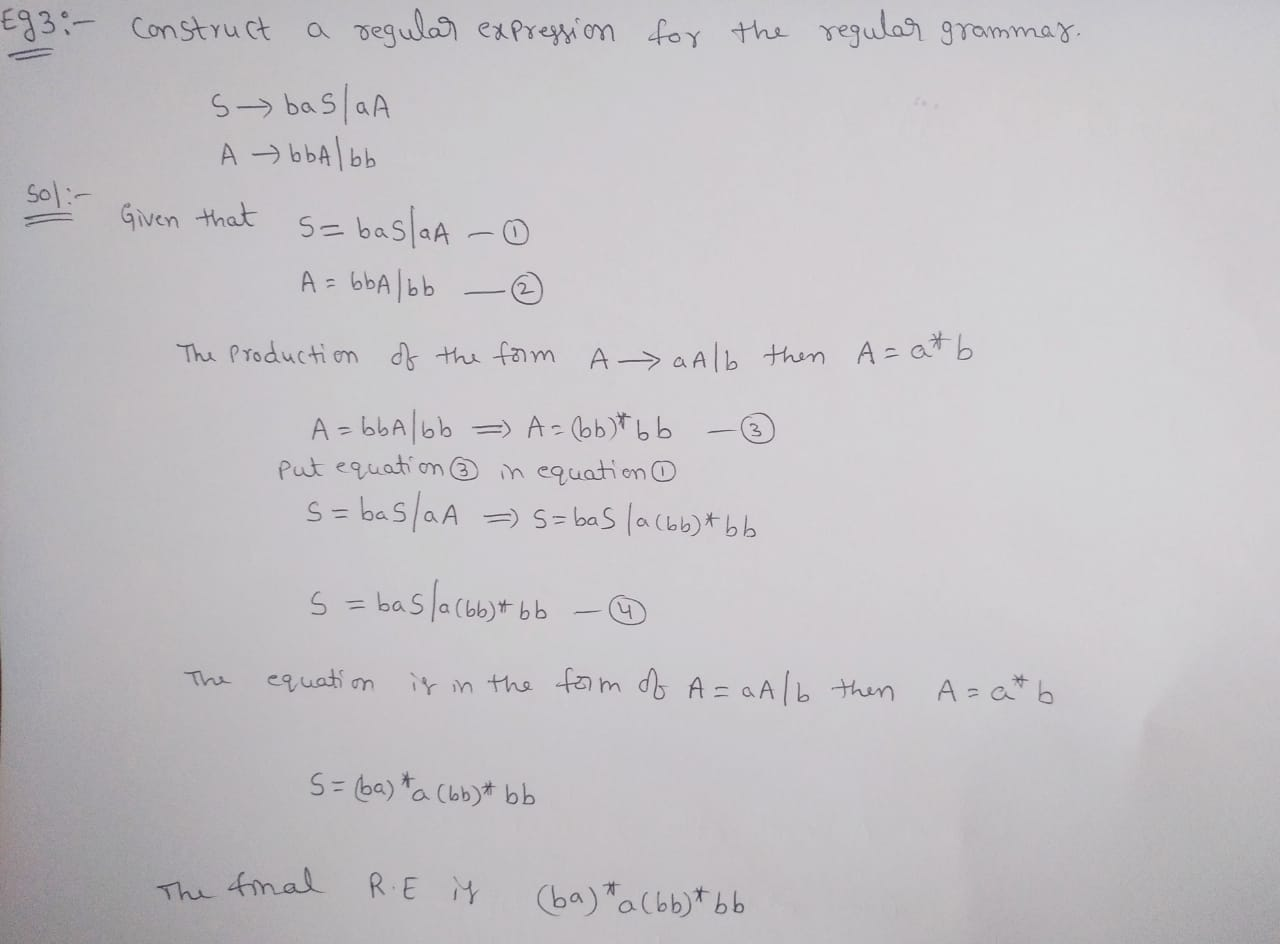 Eg3:- Construct a regular expression for the regular grammar.
S → baS|aA
A → bbA|bb
Sol:-
Given that S = baS|aA — ①
A = bbA|bb — ②
The Production of the form A → aA|b then A = a*b
A = bbA|bb ⇒ A = (bb)*bb — ③
Put equation ③ in equation ①
S = baS|aA ⇒ S = baS|a(bb)*bb
S = baS|a(bb)*bb — ④
The equation is in the form of A = aA|b then A = a*b
S = (ba)*a(bb)*bb
The final R.E is (ba)*a(bb)*bb